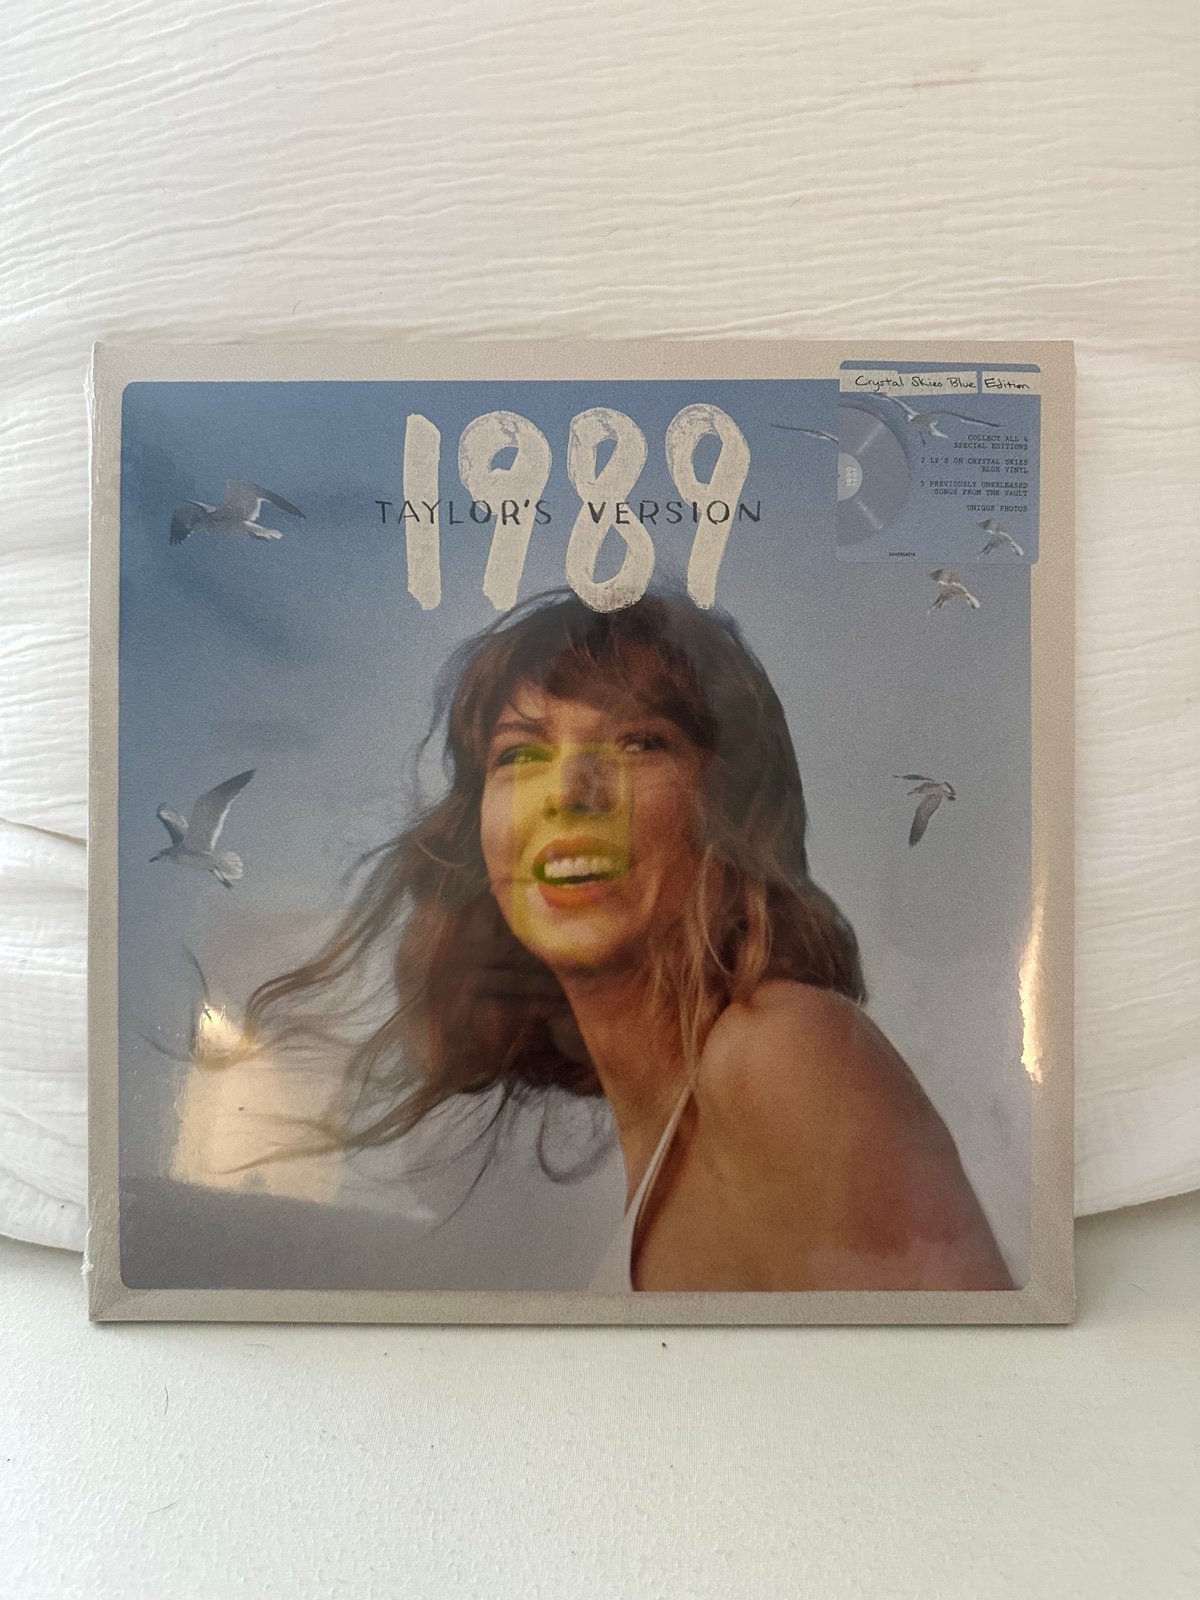 1989
TAYLOR'S VERSION
Crystal Skies Blue Edition
COLLECT ALL 4
SPECIAL EDITIONS
2 LP'S ON CRYSTAL SKIES
BLUE VINYL
5 PREVIOUSLY UNRELEASED
SONGS FROM THE VAULT
UNIQUE PHOTOS